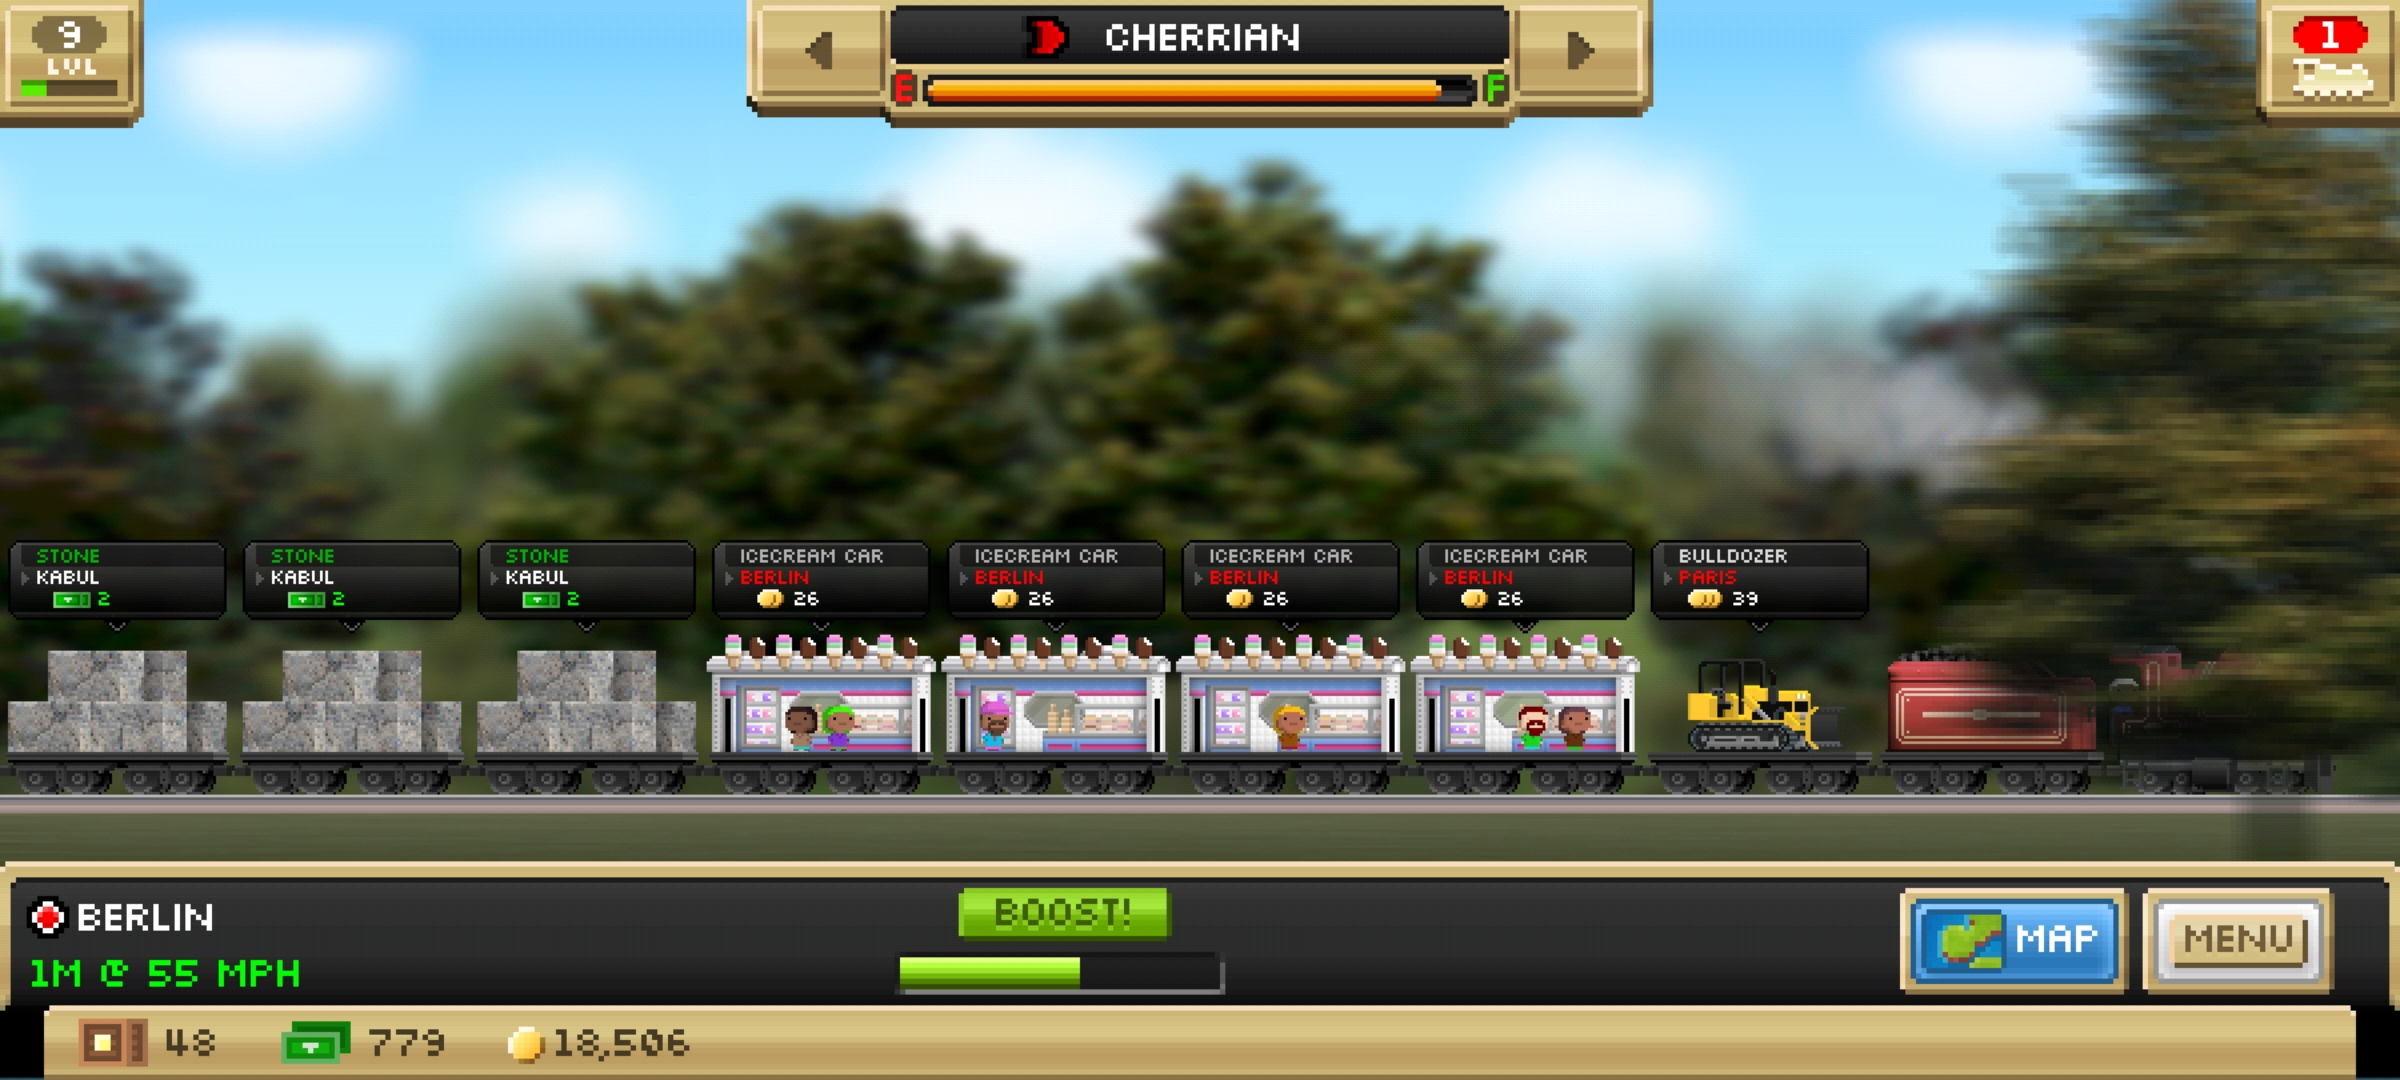 9
LVL
CHERRIAN
E F
1
STONE
KABUL
2
STONE
KABUL
2
STONE
KABUL
2
ICECREAM CAR
BERLIN
26
ICECREAM CAR
BERLIN
26
ICECREAM CAR
BERLIN
26
ICECREAM CAR
BERLIN
26
BULLDOZER
PARIS
39
BERLIN
1M @ 55 MPH
BOOST!
MAP
MENU
48
779
18,506